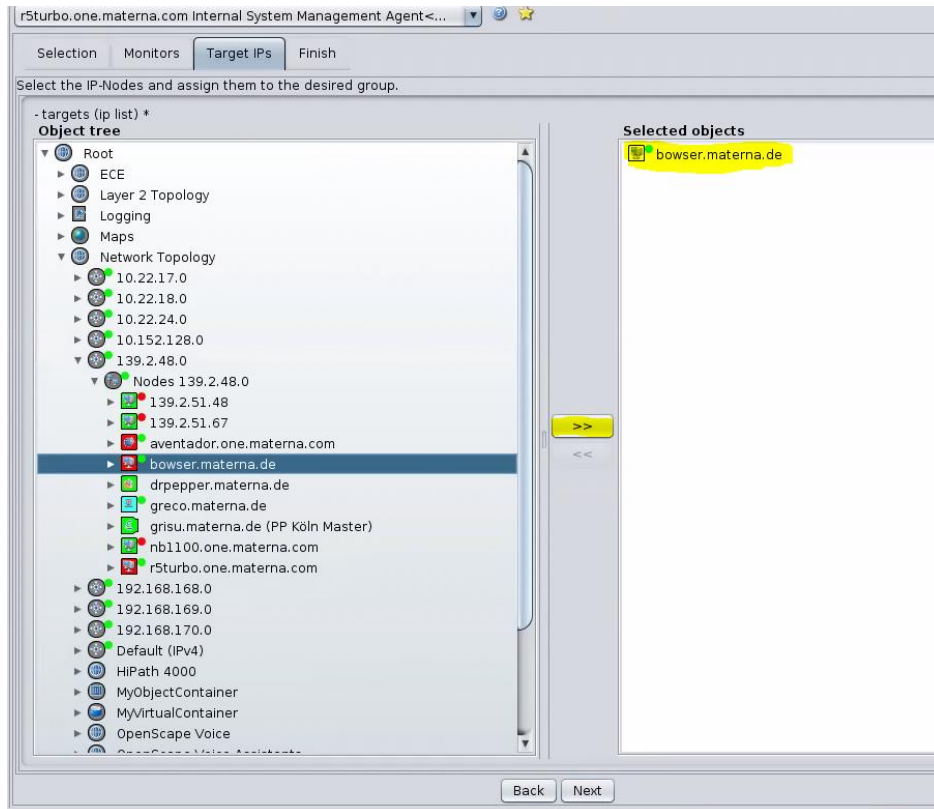 r5turbo.one.materna.com Internal System Management Agent<...
Selection Monitors Target IPs Finish
Select the IP-Nodes and assign them to the desired group.
- targets (ip list) *
Object tree
Root
ECE
Layer 2 Topology
Logging
Maps
Network Topology
10.22.17.0
10.22.18.0
10.22.24.0
10.152.128.0
139.2.48.0
Nodes 139.2.48.0
139.2.51.48
139.2.51.67
aventador.one.materna.com
bowser.materna.de
drpepper.materna.de
greco.materna.de
grisu.materna.de (PP Köln Master)
nb1100.one.materna.com
r5turbo.one.materna.com
192.168.168.0
192.168.169.0
192.168.170.0
Default (IPv4)
HiPath 4000
MyObjectContainer
MyVirtualContainer
OpenScape Voice
>>
<<
Selected objects
bowser.materna.de
Back Next